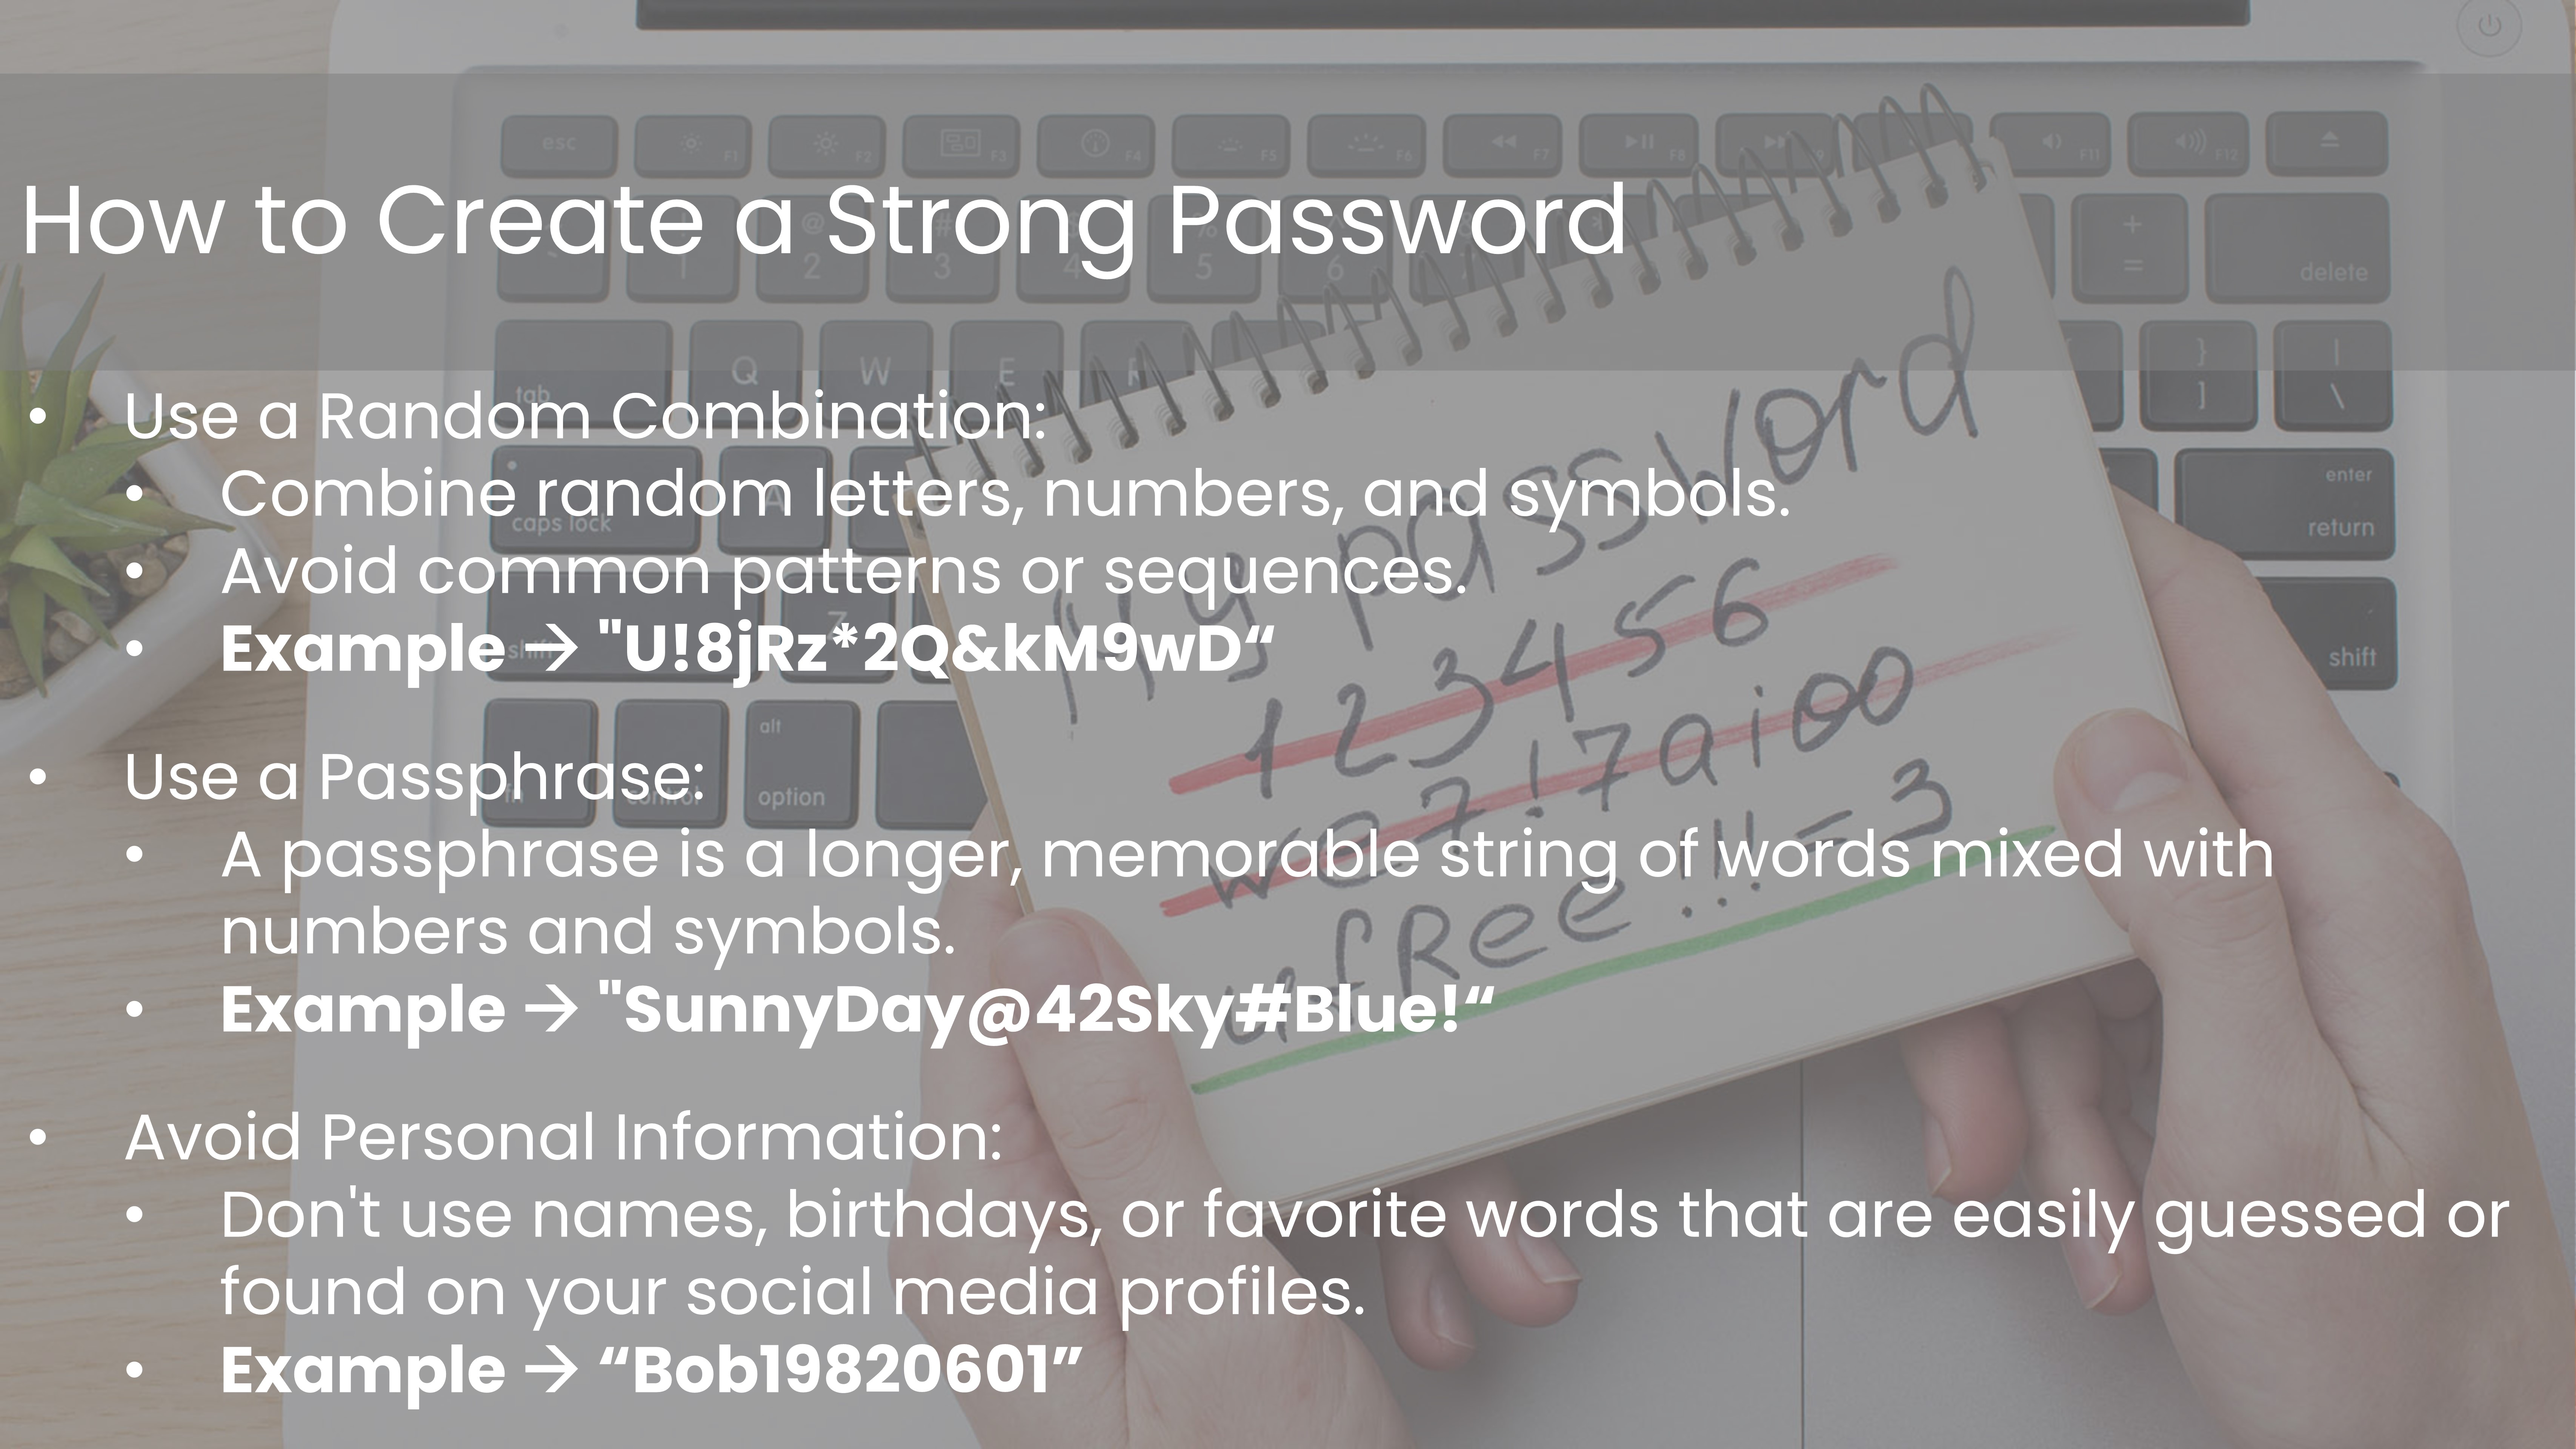 How to Create a Strong Password
• Use a Random Combination:
• Combine random letters, numbers, and symbols.
• Avoid common patterns or sequences.
• Example → "U!8jRz*2Q&kM9wD“
• Use a Passphrase:
• A passphrase is a longer, memorable string of words mixed with
numbers and symbols.
• Example → "SunnyDay@42Sky#Blue!“
• Avoid Personal Information:
• Don't use names, birthdays, or favorite words that are easily guessed or
found on your social media profiles.
• Example → “Bob19820601”
My password
123456
esc
F1
F2
F3
F4
F5
F6
F7
F8
F11
F12
@
2
#
3
4
5
6
+
=
delete
tab
Q
W
E
R
}
]
|
\
caps lock
A
enter
return
shift
Z
shift
fn
control
alt
option